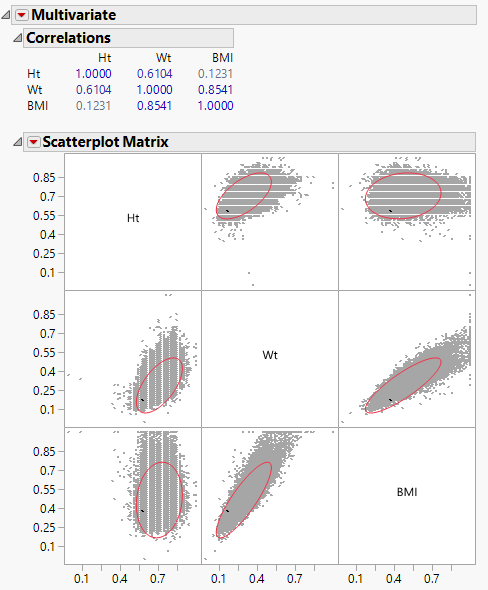 Multivariate
Correlations
Ht Wt BMI
Ht 1.0000 0.6104 0.1231
Wt 0.6104 1.0000 0.8541
BMI 0.1231 0.8541 1.0000
Scatterplot Matrix
0.85
0.7
0.55
0.4
0.25
0.1
Ht
0.85
0.7
0.55
0.4
0.25
0.1
Wt
0.85
0.7
0.55
0.4
0.25
0.1
BMI
0.1 0.4 0.7 0.1 0.4 0.7 0.1 0.4 0.7